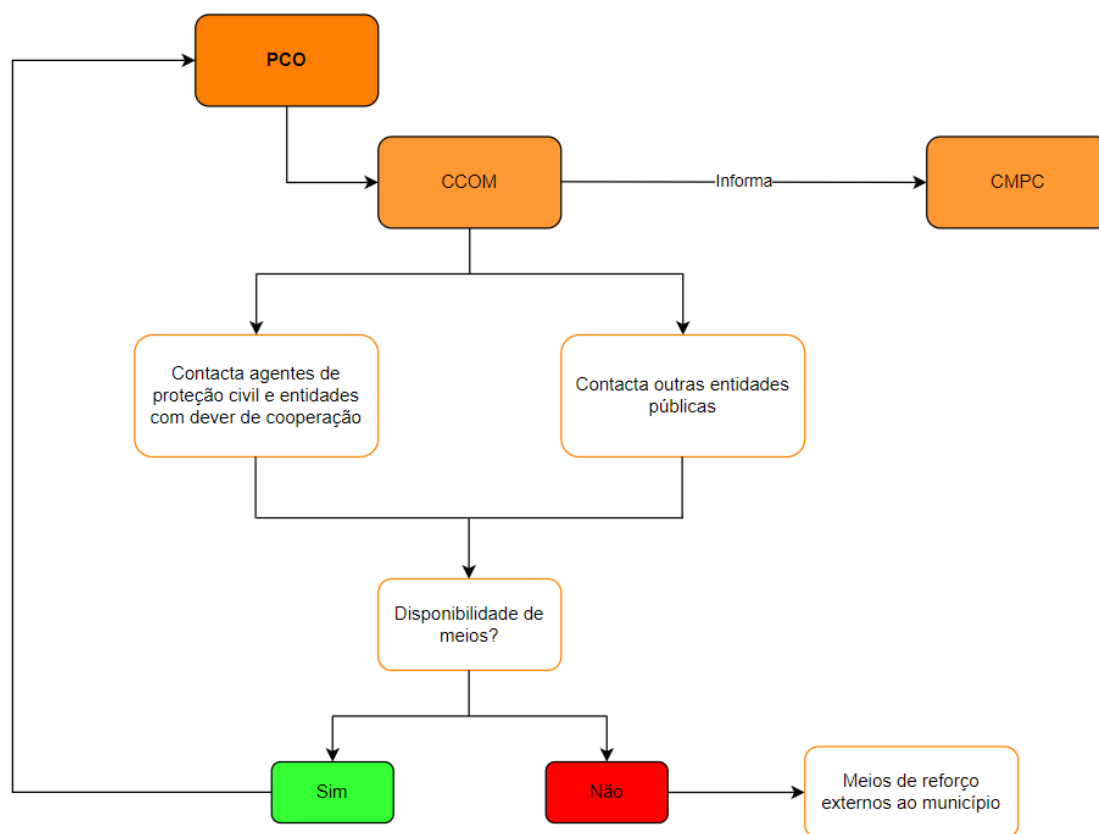 PCO
CCOM
Informa
CMPC
Contacta agentes de
proteção civil e entidades
com dever de cooperação
Contacta outras entidades
públicas
Disponibilidade de
meios?
Sim
Não
Meios de reforço
externos ao município